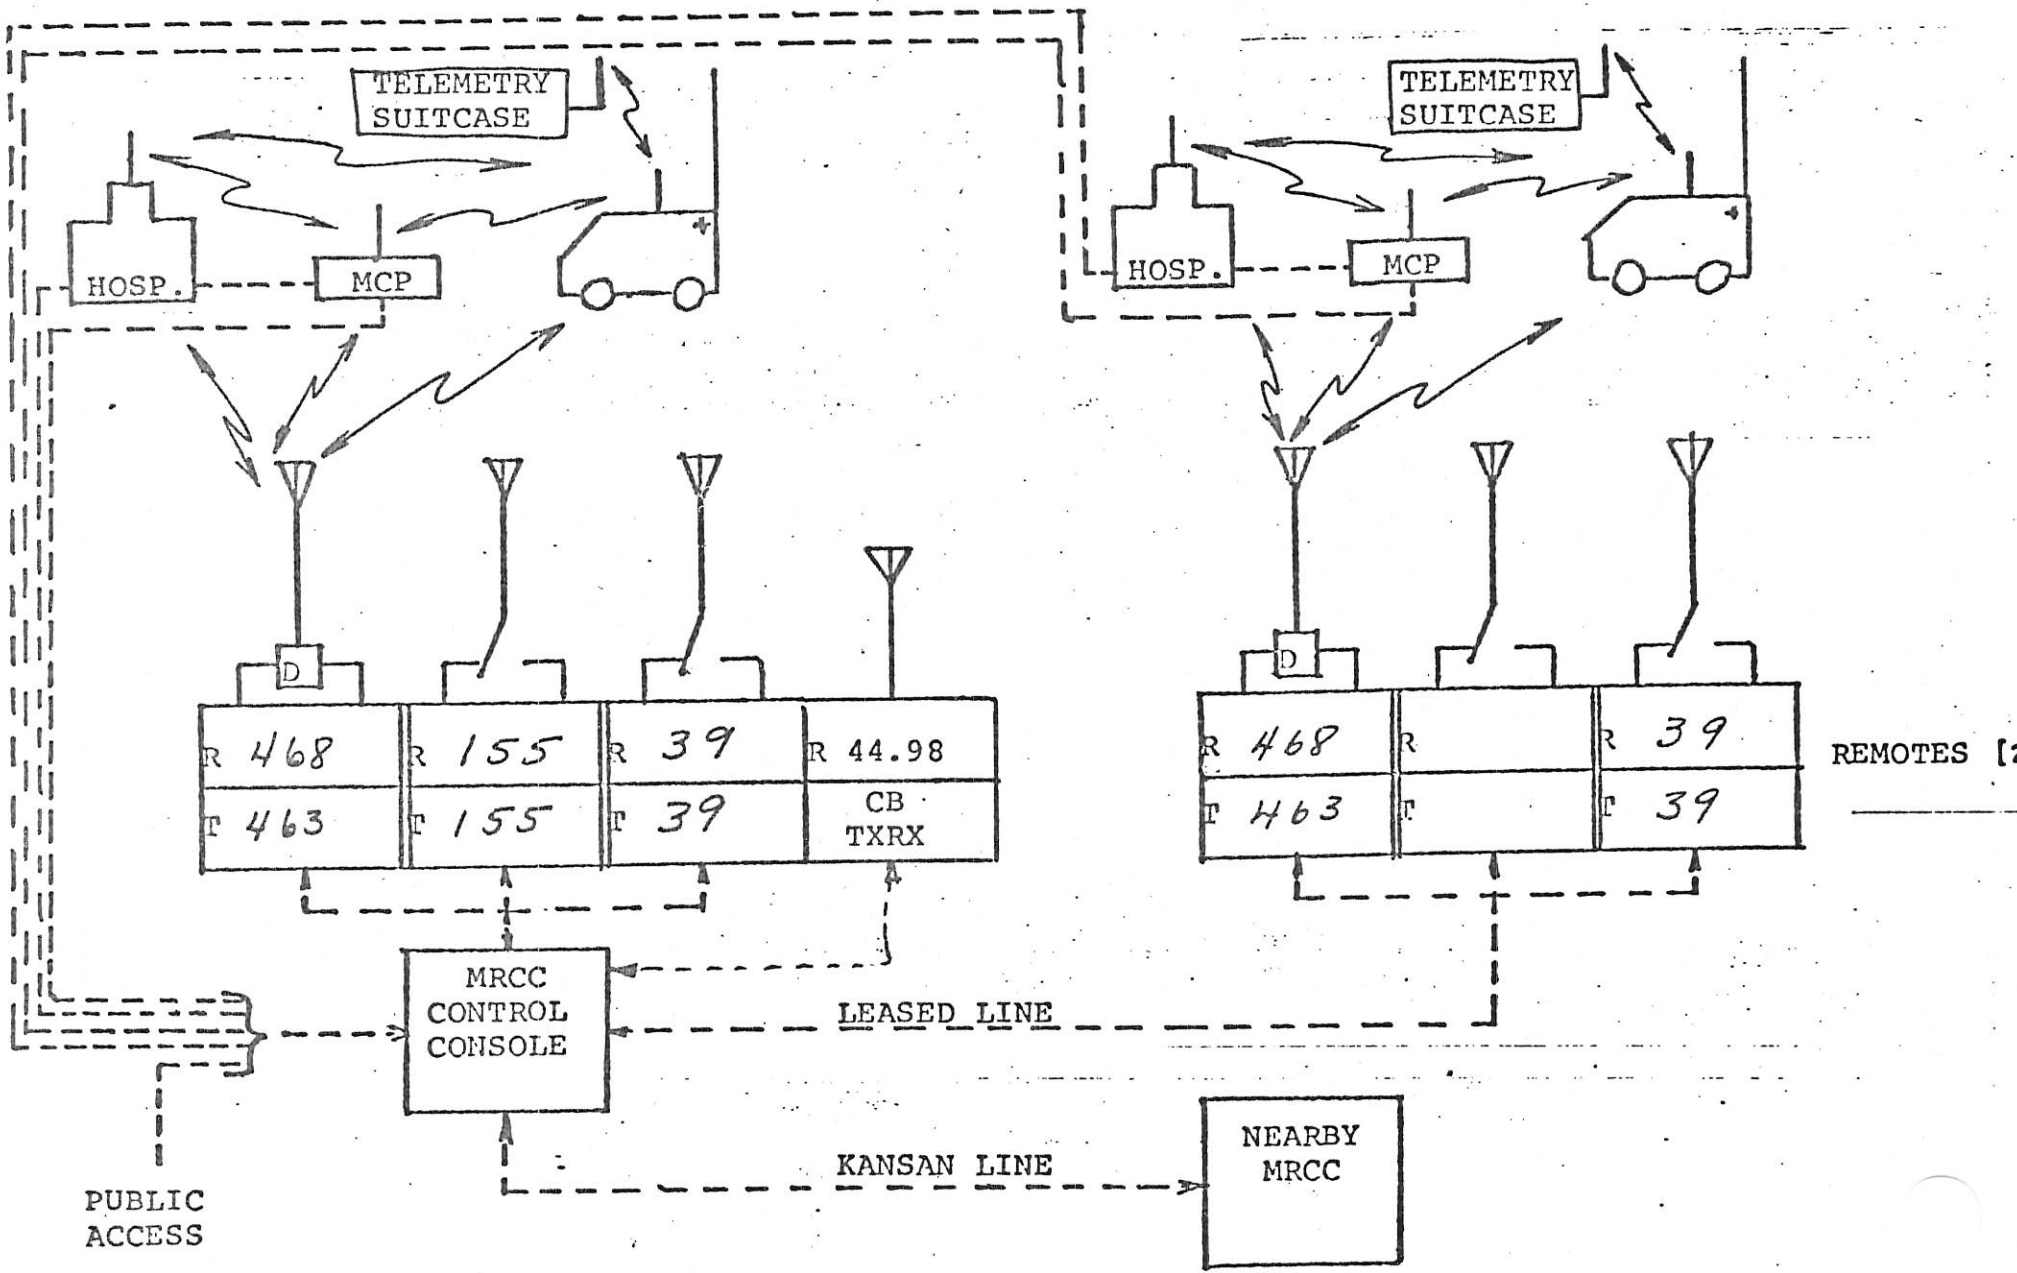 TELEMETRY
SUITCASE
TELEMETRY
SUITCASE
HOSP.
MCP
+
HOSP.
MCP
+
D
D
R 468
R 155
R 39
R 44.98
T 463
T 155
T 39
CB
TXRX
R 468
R
R 39
T 463
T
T 39
REMOTES [2
MRCC
CONTROL
CONSOLE
LEASED LINE
KANSAN LINE
NEARBY
MRCC
PUBLIC
ACCESS